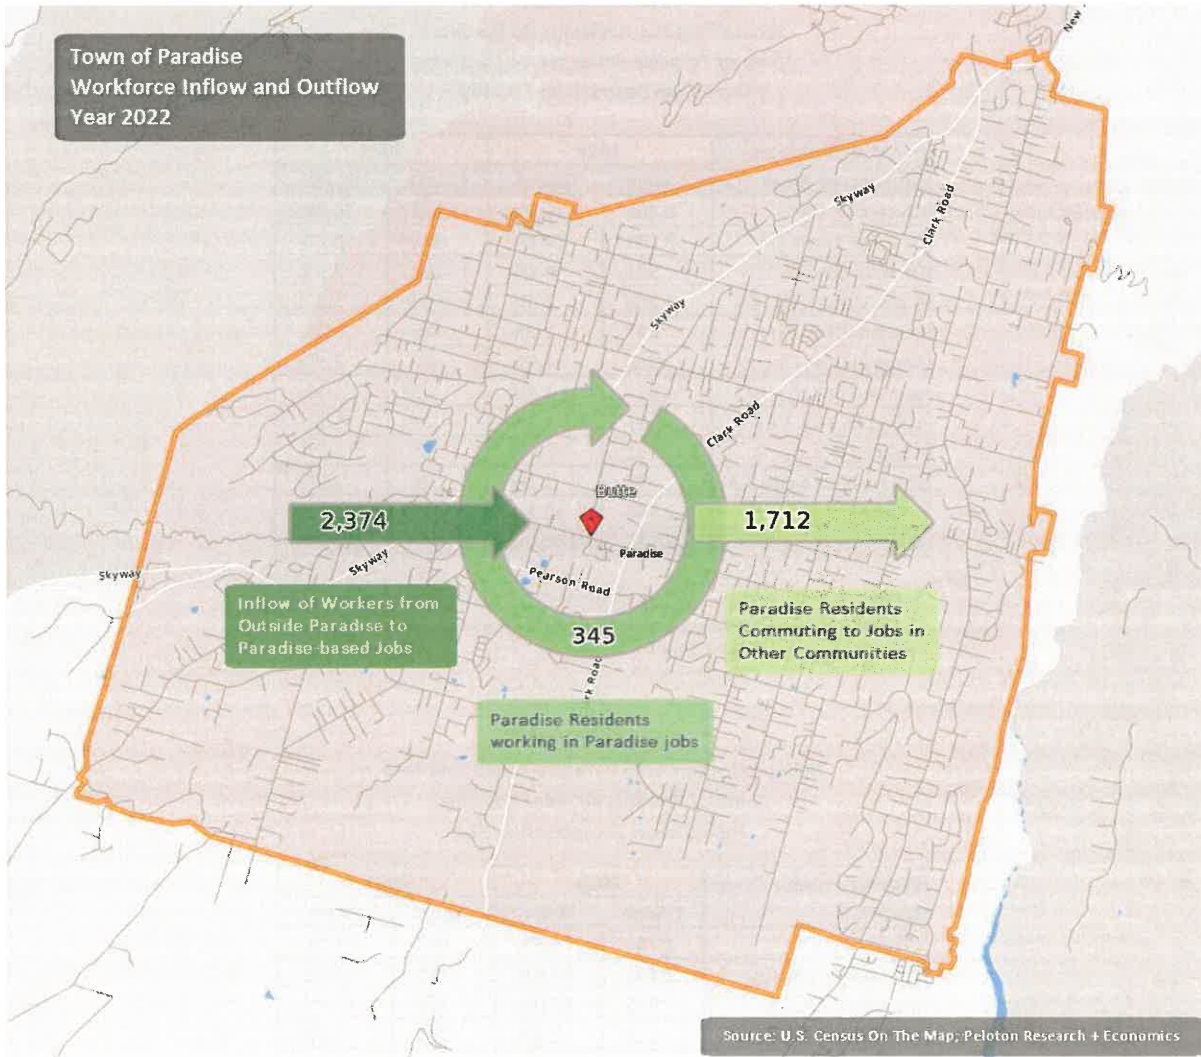 Town of Paradise
Workforce Inflow and Outflow
Year 2022
New
Skyway
Clark Road
Skyway
Clark Road
Butte
2,374
1,712
Paradise
Skyway
Skyway
Pearson Road
Inflow of Workers from
Outside Paradise to
Paradise-based Jobs
345
Paradise Residents
Commuting to Jobs in
Other Communities
Road
Paradise Residents
working in Paradise jobs
Source: U.S. Census On The Map; Peloton Research + Economics